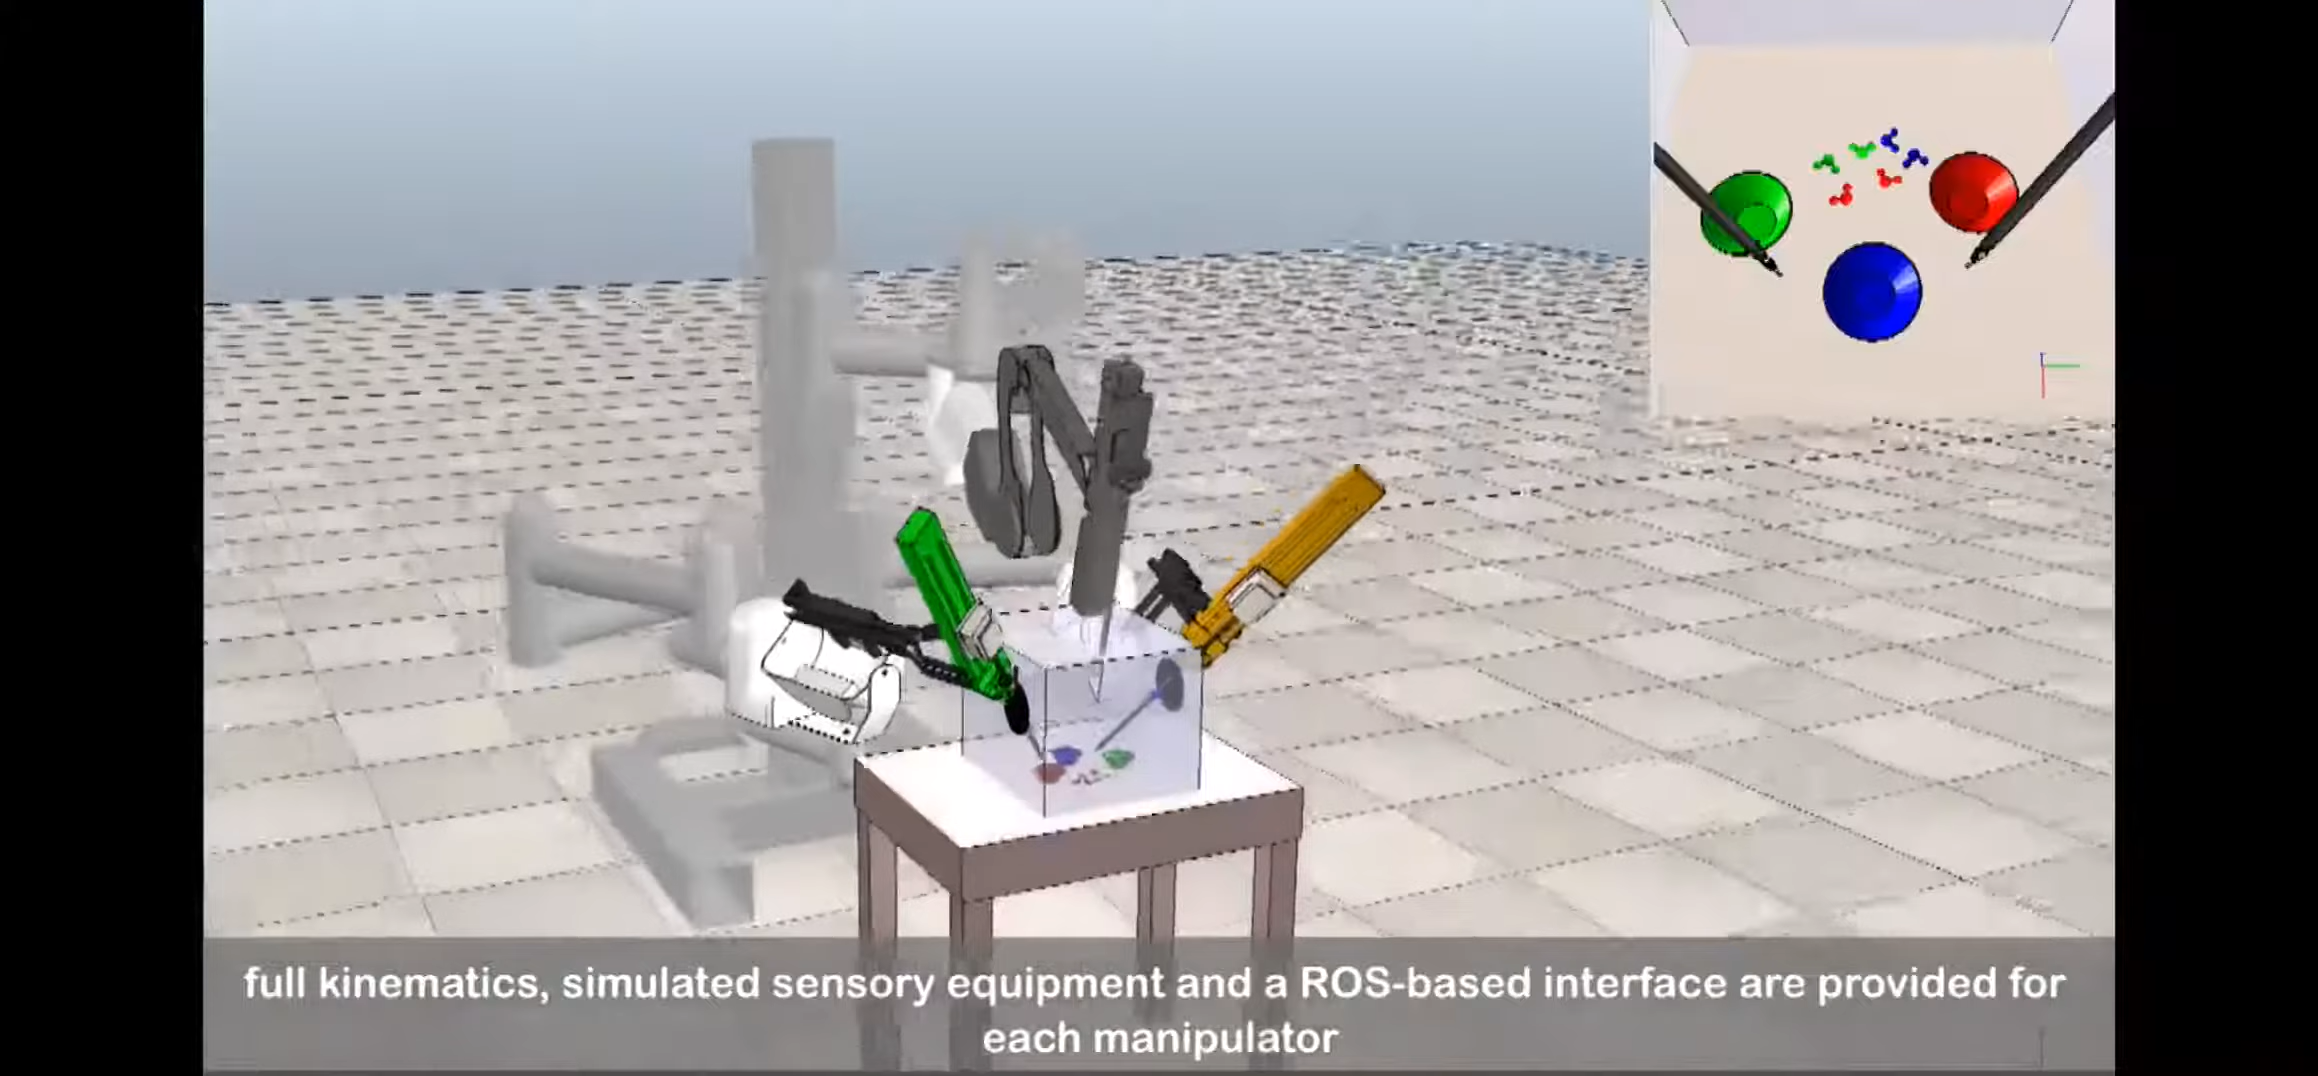 full kinematics, simulated sensory equipment and a ROS-based interface are provided for
each manipulator